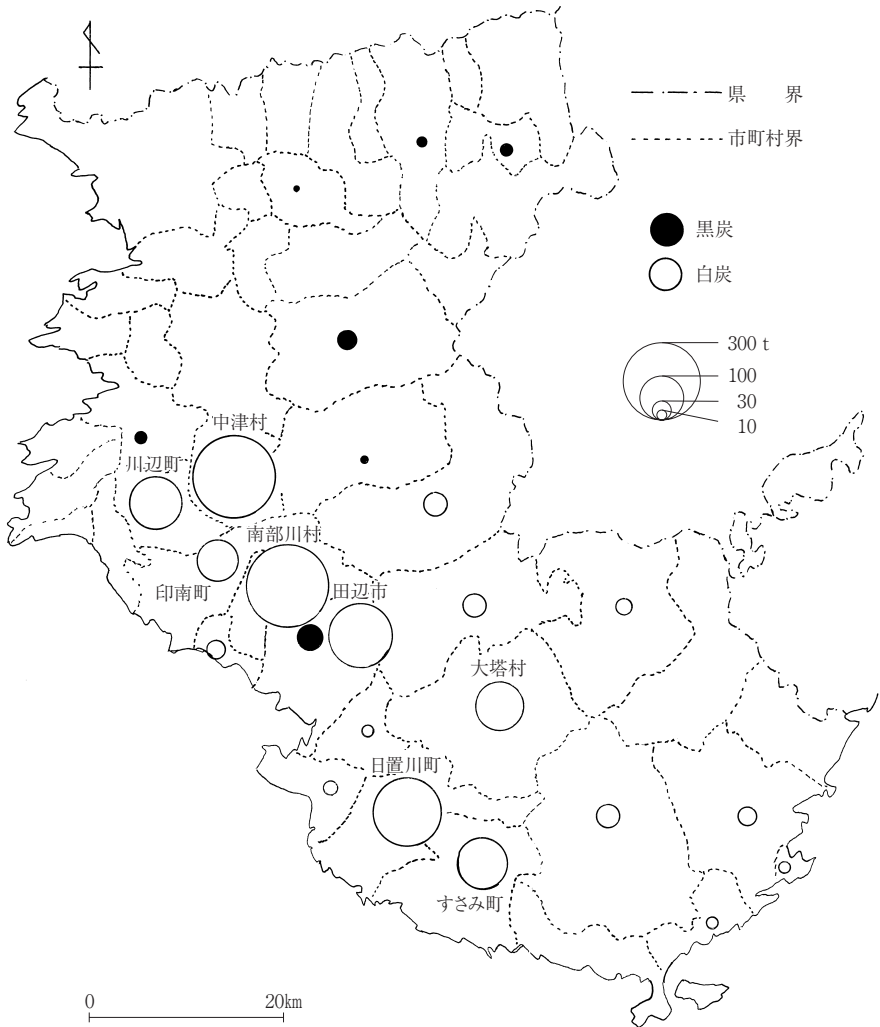 県　界
市町村界
黒炭
白炭
300 t
100
30
10
中津村
川辺町
南部川村
印南町
田辺市
大塔村
日置川町
すさみ町
0
20km